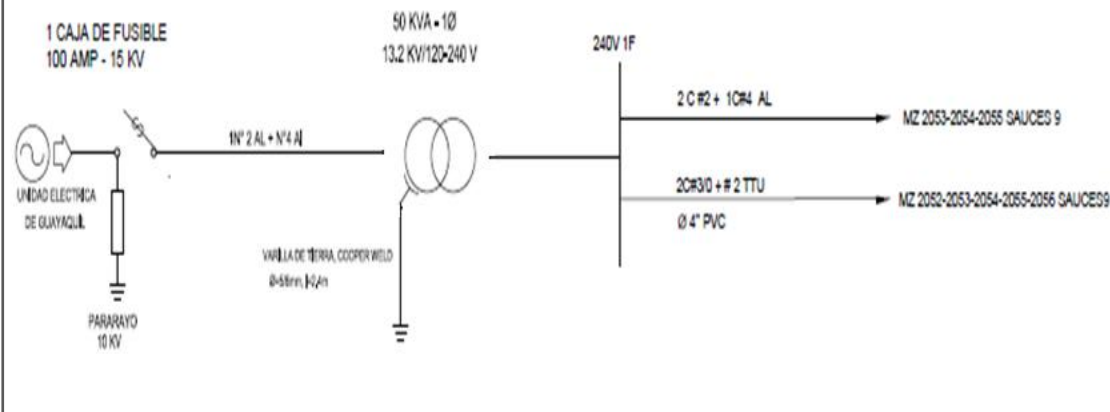 1 CAJA DE FUSIBLE
100 AMP - 15 KV
50 KVA - 1Ø
13.2 KV/120-240 V
240V 1F
2 C #2 + 1C#4 AL
MZ 2053-2054-2055 SAUCES 9
1N° 2 AL + N°4 Al
UNIDAD ELECTRICA
DE GUAYAQUIL
2C#3/0 + # 2 TTU
Ø 4" PVC
MZ 2052-2053-2054-2055-2056 SAUCES9
VARILLA DE TIERRA, COOPER WELD
PARARAYO
10 KV